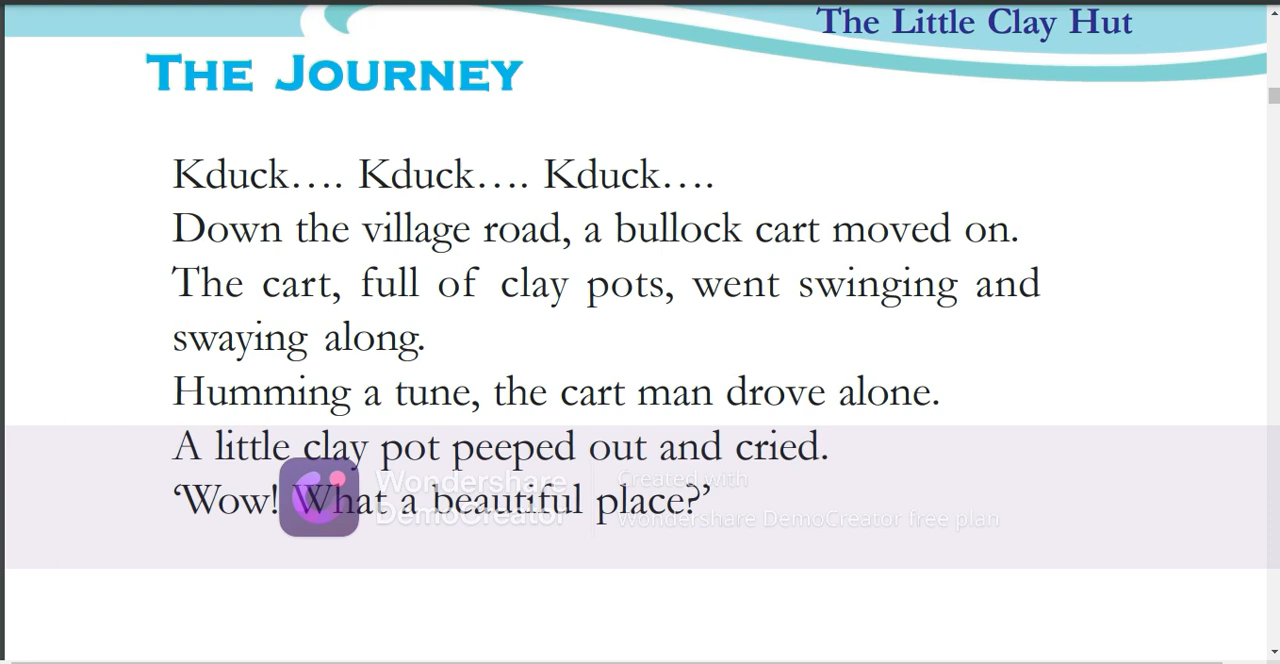 The Little Clay Hut
THE JOURNEY
Kduck.... Kduck.... Kduck....
Down the village road, a bullock cart moved on.
The cart, full of clay pots, went swinging and
swaying along.
Humming a tune, the cart man drove alone.
A little clay pot peeped out and cried.
‘Wow! What a beautiful place?’
Wondershare
DemoCreator
Created with
Wondershare DemoCreator free plan